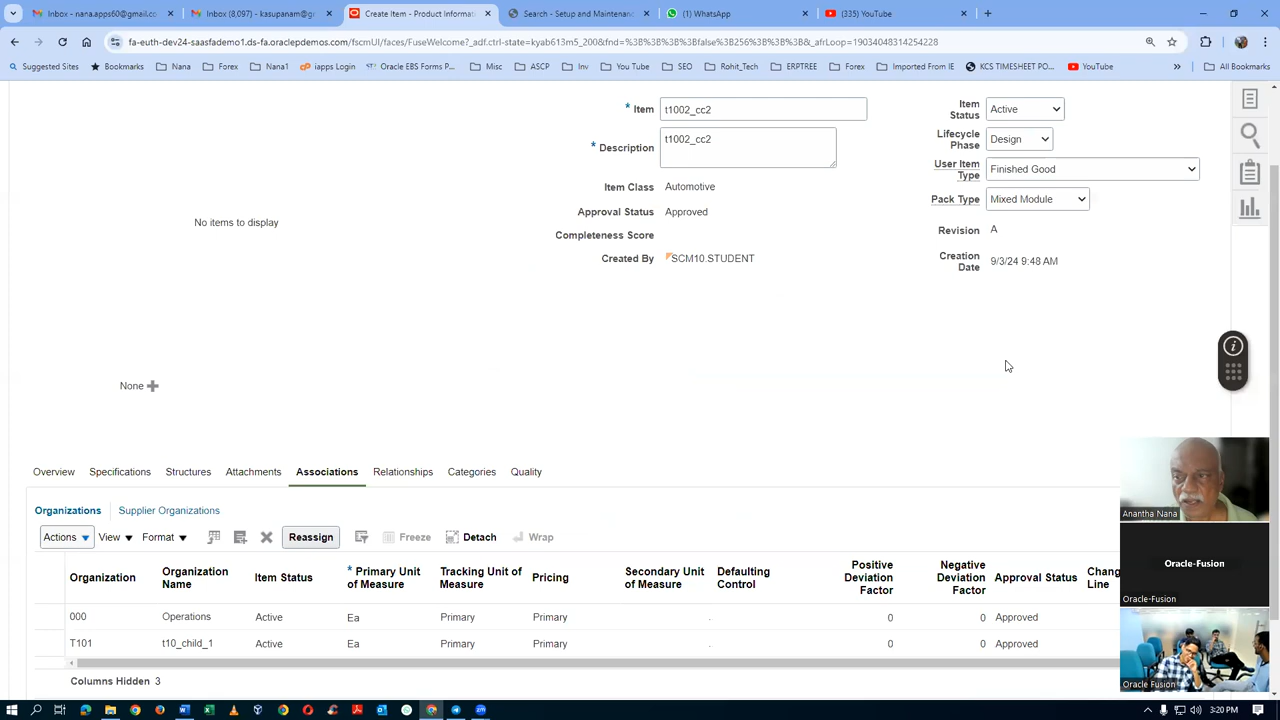 Inbox - nana.apps60@gmail.co
Inbox (8,097) - kasupanam@g
Create Item - Product Informat
Search - Setup and Maintenanc
(1) WhatsApp
(335) YouTube
fa-euth-dev24-saasfademo1.ds-fa.oraclepdemos.com/fscmUI/faces/FuseWelcome?_adf.ctrl-state=kyab613m5_200&fnd=%3B%3B%3B%3Bfalse%3B256%3B%3B%3B&_afrLoop=19034048314254228
Suggested Sites
Bookmarks
Nana
Forex
Nana1
iapps Login
Oracle EBS Forms P...
Misc
ASCP
Inv
You Tube
SEO
Rohit_Tech
ERPTREE
Forex
Imported From IE
KCS TIMESHEET PO...
YouTube
All Bookmarks
* Item t1002_cc2
* Description t1002_cc2
Item Class Automotive
Approval Status Approved
Completeness Score
Created By SCM10.STUDENT
Item Status Active
Lifecycle Phase Design
User Item Type Finished Good
Pack Type Mixed Module
Revision A
Creation Date 9/3/24 9:48 AM
No items to display
None
Overview Specifications Structures Attachments Associations Relationships Categories Quality
Organizations Supplier Organizations
Actions View Format Reassign Freeze Detach Wrap
Organization
Organization Name
Item Status
* Primary Unit of Measure
Tracking Unit of Measure
Pricing
Secondary Unit of Measure
Defaulting Control
Positive Deviation Factor
Negative Deviation Factor
Approval Status
Chang Line
000 Operations Active Ea Primary Primary . 0 0 Approved
T101 t10_child_1 Active Ea Primary Primary . 0 0 Approved
Columns Hidden 3
Anantha Nana
Oracle-Fusion
Oracle-Fusion
Oracle Fusion
3:20 PM